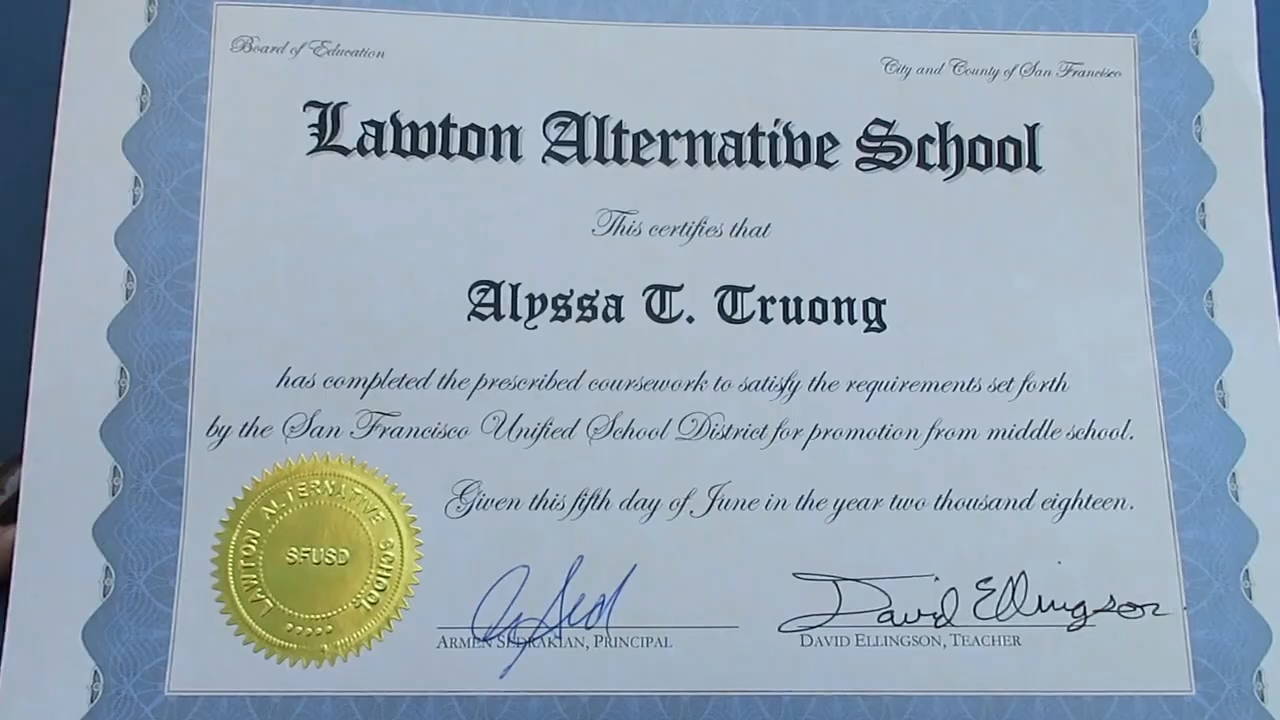 Board of Education
City and County of San Francisco
Lawton Alternative School
This certifies that
Alyssa T. Truong
has completed the prescribed coursework to satisfy the requirements set forth
by the San Francisco Unified School District for promotion from middle school.
Given this fifth day of June in the year two thousand eighteen.
LAWTON ALTERNATIVE SCHOOL
SFUSD
David Ellingson
ARMEN SEDRAKIAN, PRINCIPAL
DAVID ELLINGSON, TEACHER